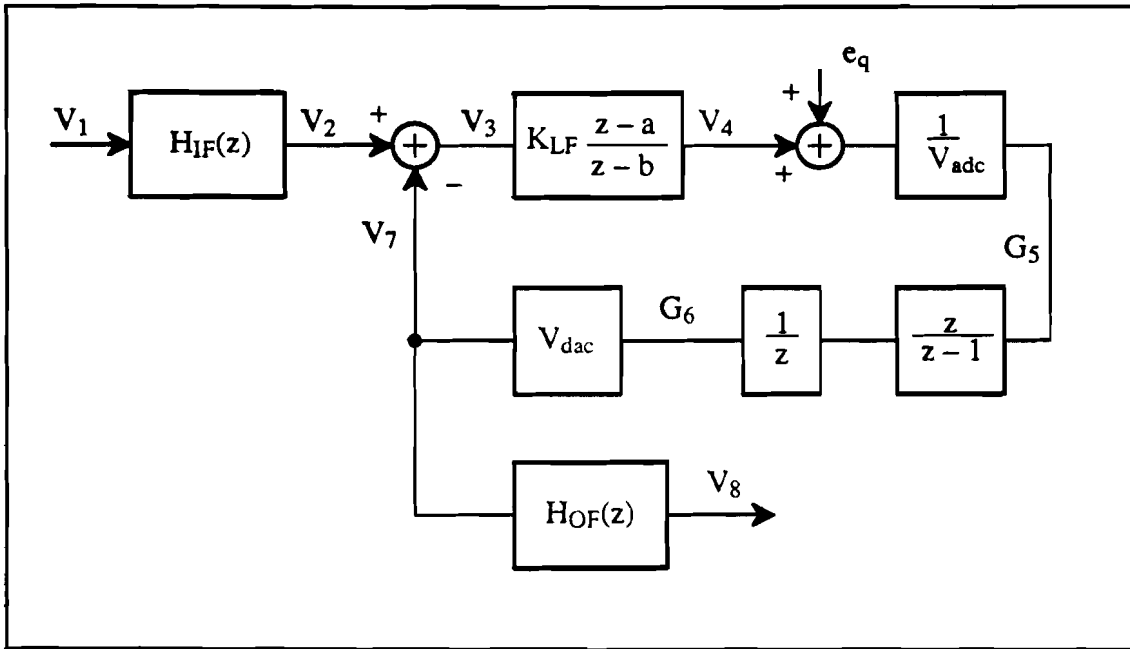 e_q
V_1
H_IF(z)
V_2
+
+
-
V_3
K_LF (z - a)/(z - b)
V_4
+
+
+
1/V_adc
G_5
V_7
V_dac
G_6
1/z
z/(z - 1)
H_OF(z)
V_8